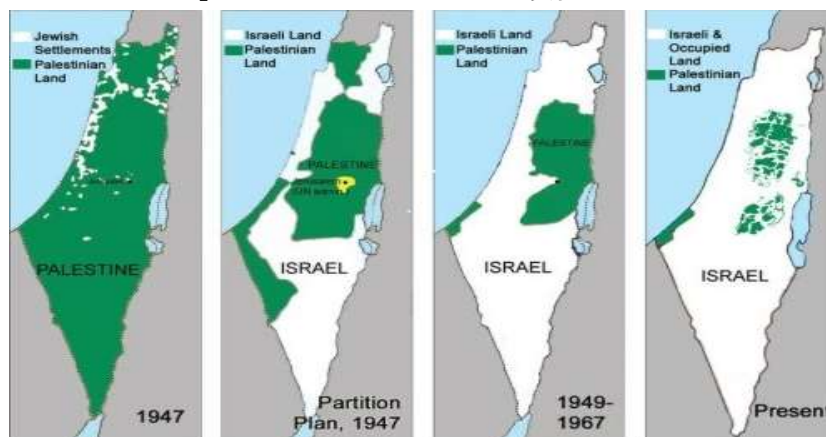 Jewish
Settlements
Palestinian
Land
PALESTINE
1947
Israeli Land
Palestinian
Land
PALESTINE
ISRAEL
Partition
Plan, 1947
Israeli Land
Palestinian
Land
PALESTINE
ISRAEL
1949-
1967
Israeli &
Occupied
Land
Palestinian
Land
ISRAEL
Present